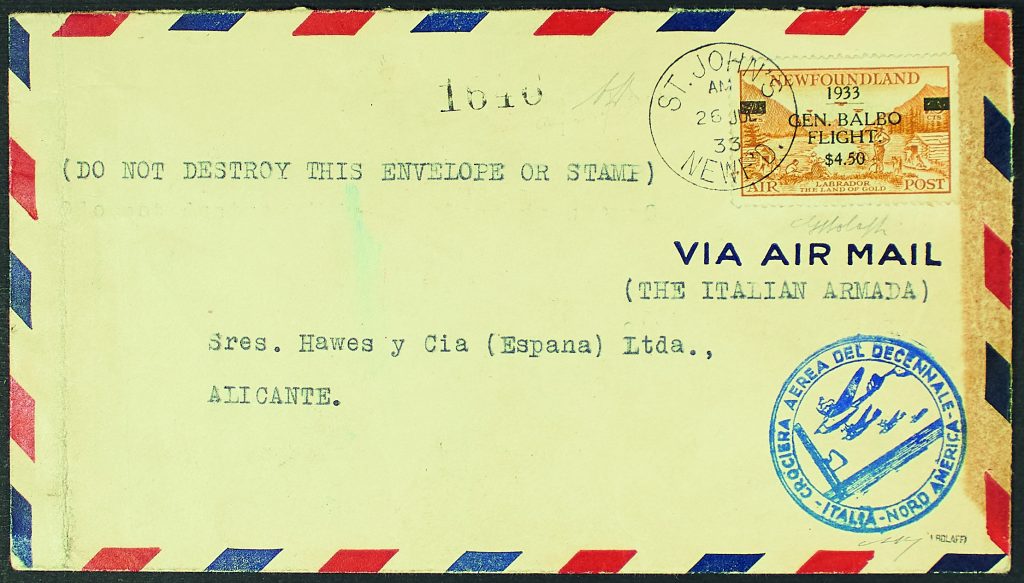 1646
ST. JOHN'S
AM
26 JUL
33
NEWF'D.
NEWFOUNDLAND
1933
GEN. BALBO
FLIGHT.
$4.50
LABRADOR
THE LAND OF GOLD
AIR POST
(DO NOT DESTROY THIS ENVELOPE OR STAMP)
VIA AIR MAIL
(THE ITALIAN ARMADA)
Sres. Hawes y Cia (Espana) Ltda.,
ALICANTE.
CROCIERA AEREA DEL DECENNALE-
-ITALIA-NORD AMERICA